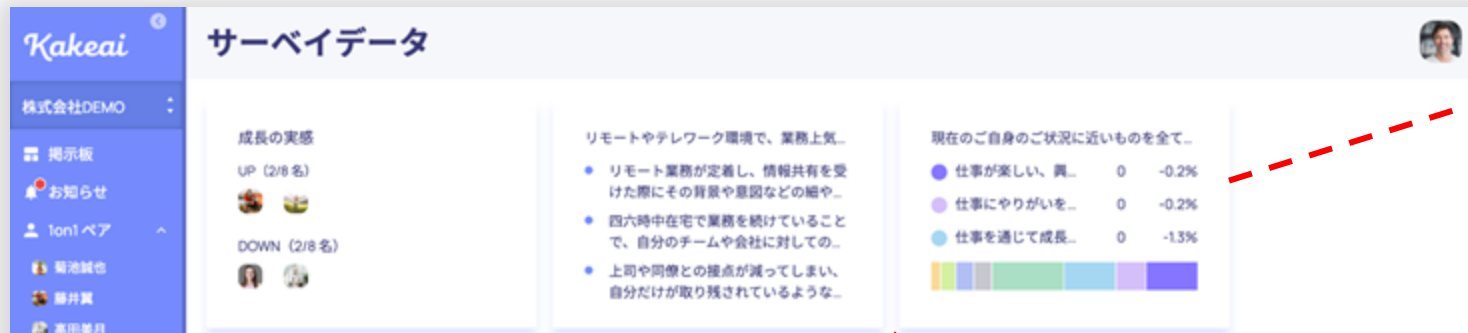 Kakeai
サーベイデータ
株式会社DEMO
掲示板
お知らせ
1on1 ペア
菊池誠也
藤井翼
高田美月
成長の実感
UP（2/8 名）
DOWN（2/8 名）
リモートやテレワーク環境で、業務上気...
リモート業務が定着し、情報共有を受
けた際にその背景や意図などの細や...
四六時中在宅で業務を続けていること
で、自分のチームや会社に対しての...
上司や同僚との接点が減ってしまい、
自分だけが取り残されているような...
現在のご自身のご状況に近いものを全て...
仕事が楽しい、異... 0 -0.2%
仕事にやりがいを... 0 -0.2%
仕事を通じて成長... 0 -1.3%